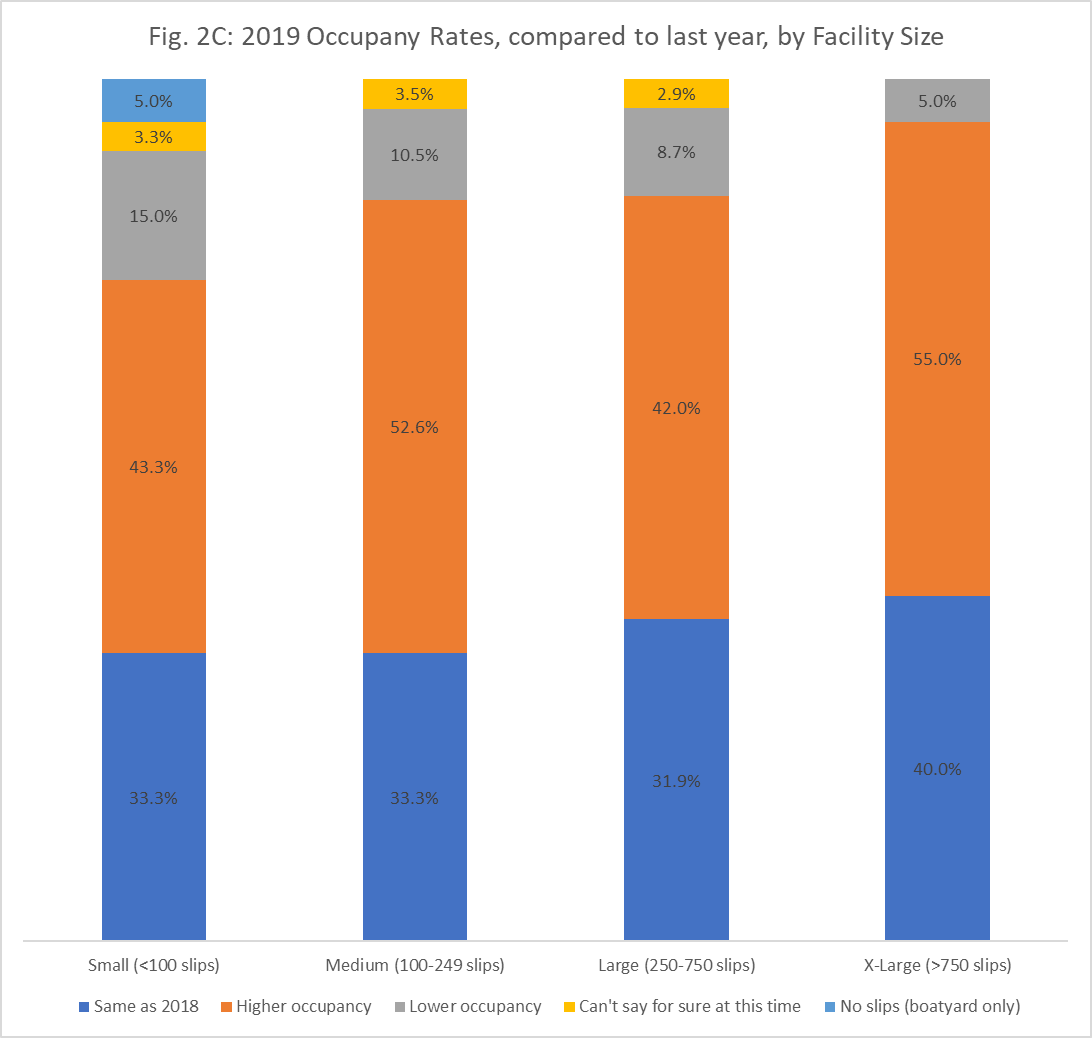 Fig. 2C: 2019 Occupany Rates, compared to last year, by Facility Size
5.0%
3.5%
2.9%
5.0%
3.3%
10.5%
8.7%
15.0%
55.0%
42.0%
52.6%
43.3%
40.0%
31.9%
33.3%
33.3%
Small (<100 slips)
Medium (100-249 slips)
Large (250-750 slips)
X-Large (>750 slips)
Same as 2018
Higher occupancy
Lower occupancy
Can't say for sure at this time
No slips (boatyard only)